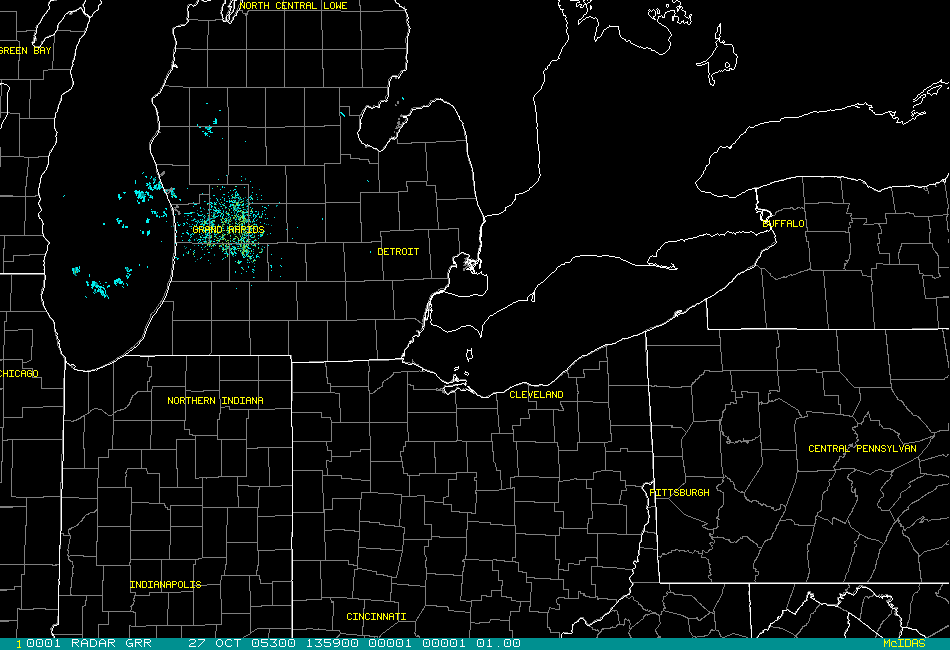 NORTH CENTRAL LOWE
GREEN BAY
GRAND RAPIDS
BUFFALO
DETROIT
CHICAGO
CLEVELAND
NORTHERN INDIANA
CENTRAL PENNSYLVAN
PITTSBURGH
INDIANAPOLIS
CINCINNATI
10001 RADAR GRR 27 OCT 05300 135900 00001 00001 01.00 McIDAS